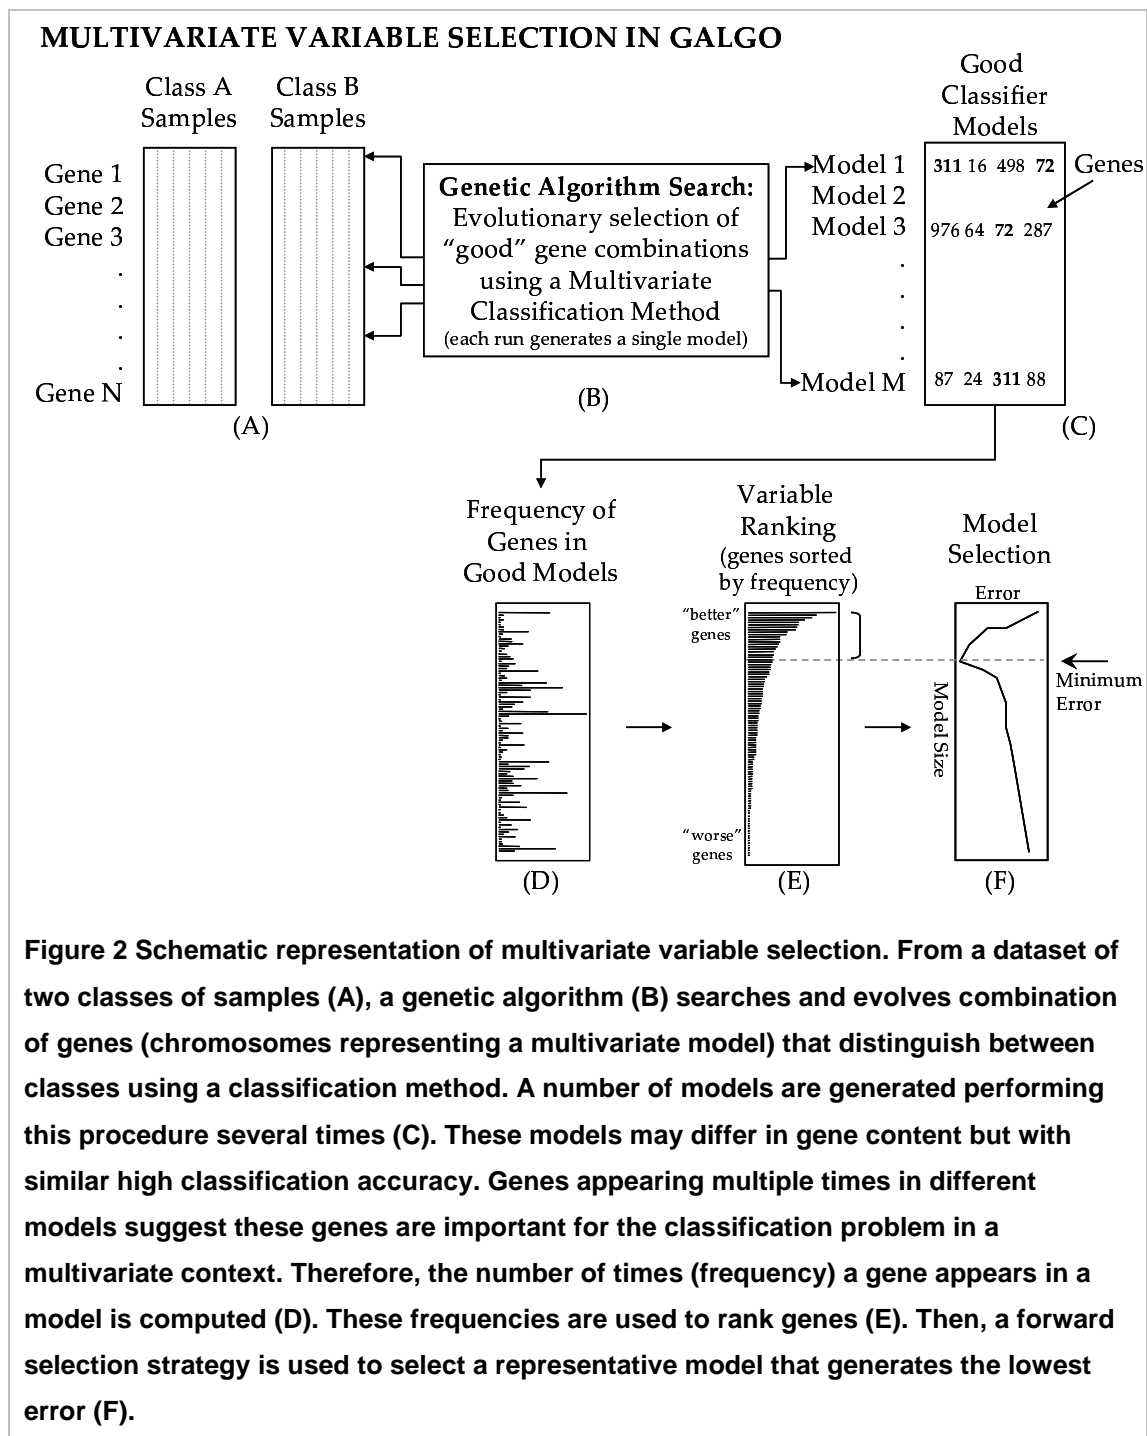 MULTIVARIATE VARIABLE SELECTION IN GALGO
Class A
Samples
Class B
Samples
Gene 1
Gene 2
Gene 3
.
.
.
.
Gene N
(A)
Genetic Algorithm Search:
Evolutionary selection of
“good” gene combinations
using a Multivariate
Classification Method
(each run generates a single model)
(B)
Good
Classifier
Models
Model 1
Model 2
Model 3
.
.
.
.
Model M
311 16 498 72
976 64 72 287
87 24 311 88
Genes
(C)
Frequency of
Genes in
Good Models
(D)
Variable
Ranking
(genes sorted
by frequency)
“better”
genes
“worse”
genes
(E)
Model
Selection
Error
Model Size
Minimum
Error
(F)
Figure 2 Schematic representation of multivariate variable selection. From a dataset of
two classes of samples (A), a genetic algorithm (B) searches and evolves combination
of genes (chromosomes representing a multivariate model) that distinguish between
classes using a classification method. A number of models are generated performing
this procedure several times (C). These models may differ in gene content but with
similar high classification accuracy. Genes appearing multiple times in different
models suggest these genes are important for the classification problem in a
multivariate context. Therefore, the number of times (frequency) a gene appears in a
model is computed (D). These frequencies are used to rank genes (E). Then, a forward
selection strategy is used to select a representative model that generates the lowest
error (F).